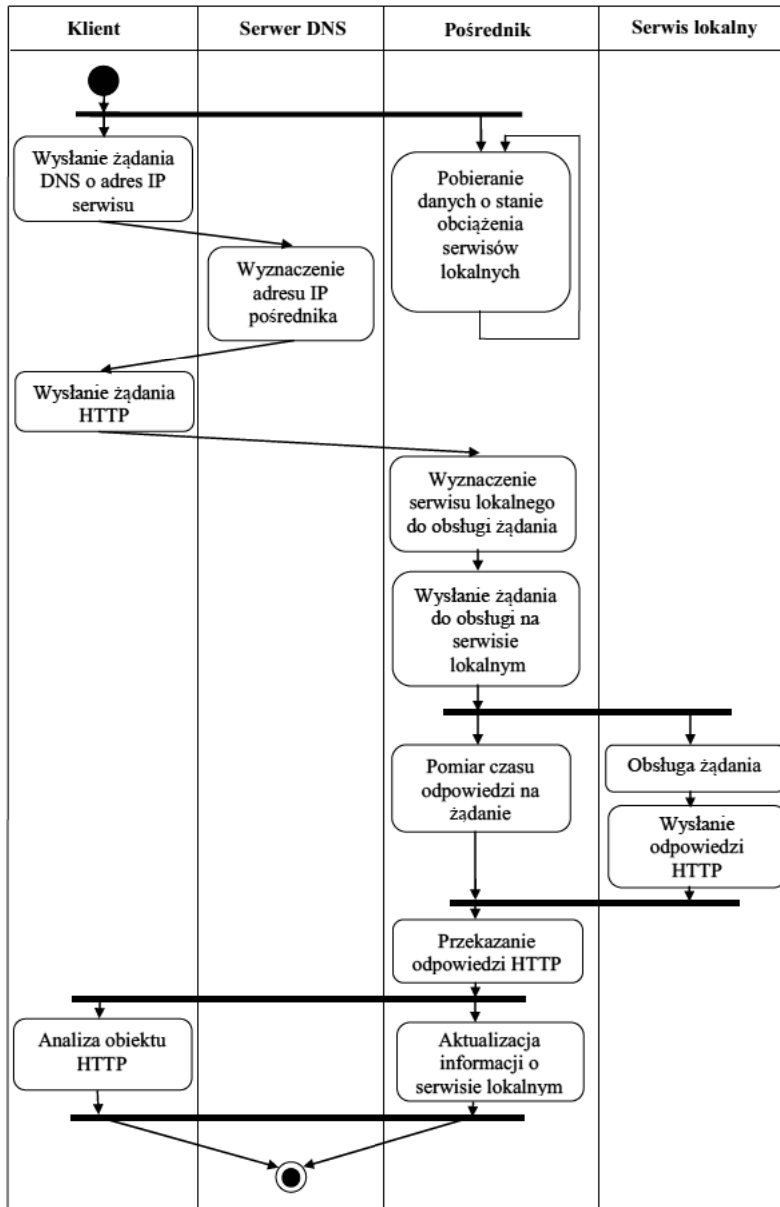 Klient
Serwer DNS
Pośrednik
Serwis lokalny
Wysłanie żądania
DNS o adres IP
serwisu
Pobieranie
danych o stanie
obciążenia
serwisów
lokalnych
Wyznaczenie
adresu IP
pośrednika
Wysłanie żądania
HTTP
Wyznaczenie
serwisu lokalnego
do obsługi żądania
Wysłanie żądania
do obsługi na
serwisie
lokalnym
Pomiar czasu
odpowiedzi na
żądanie
Obsługa żądania
Wysłanie
odpowiedzi
HTTP
Przekazanie
odpowiedzi HTTP
Analiza obiektu
HTTP
Aktualizacja
informacji o
serwisie lokalnym